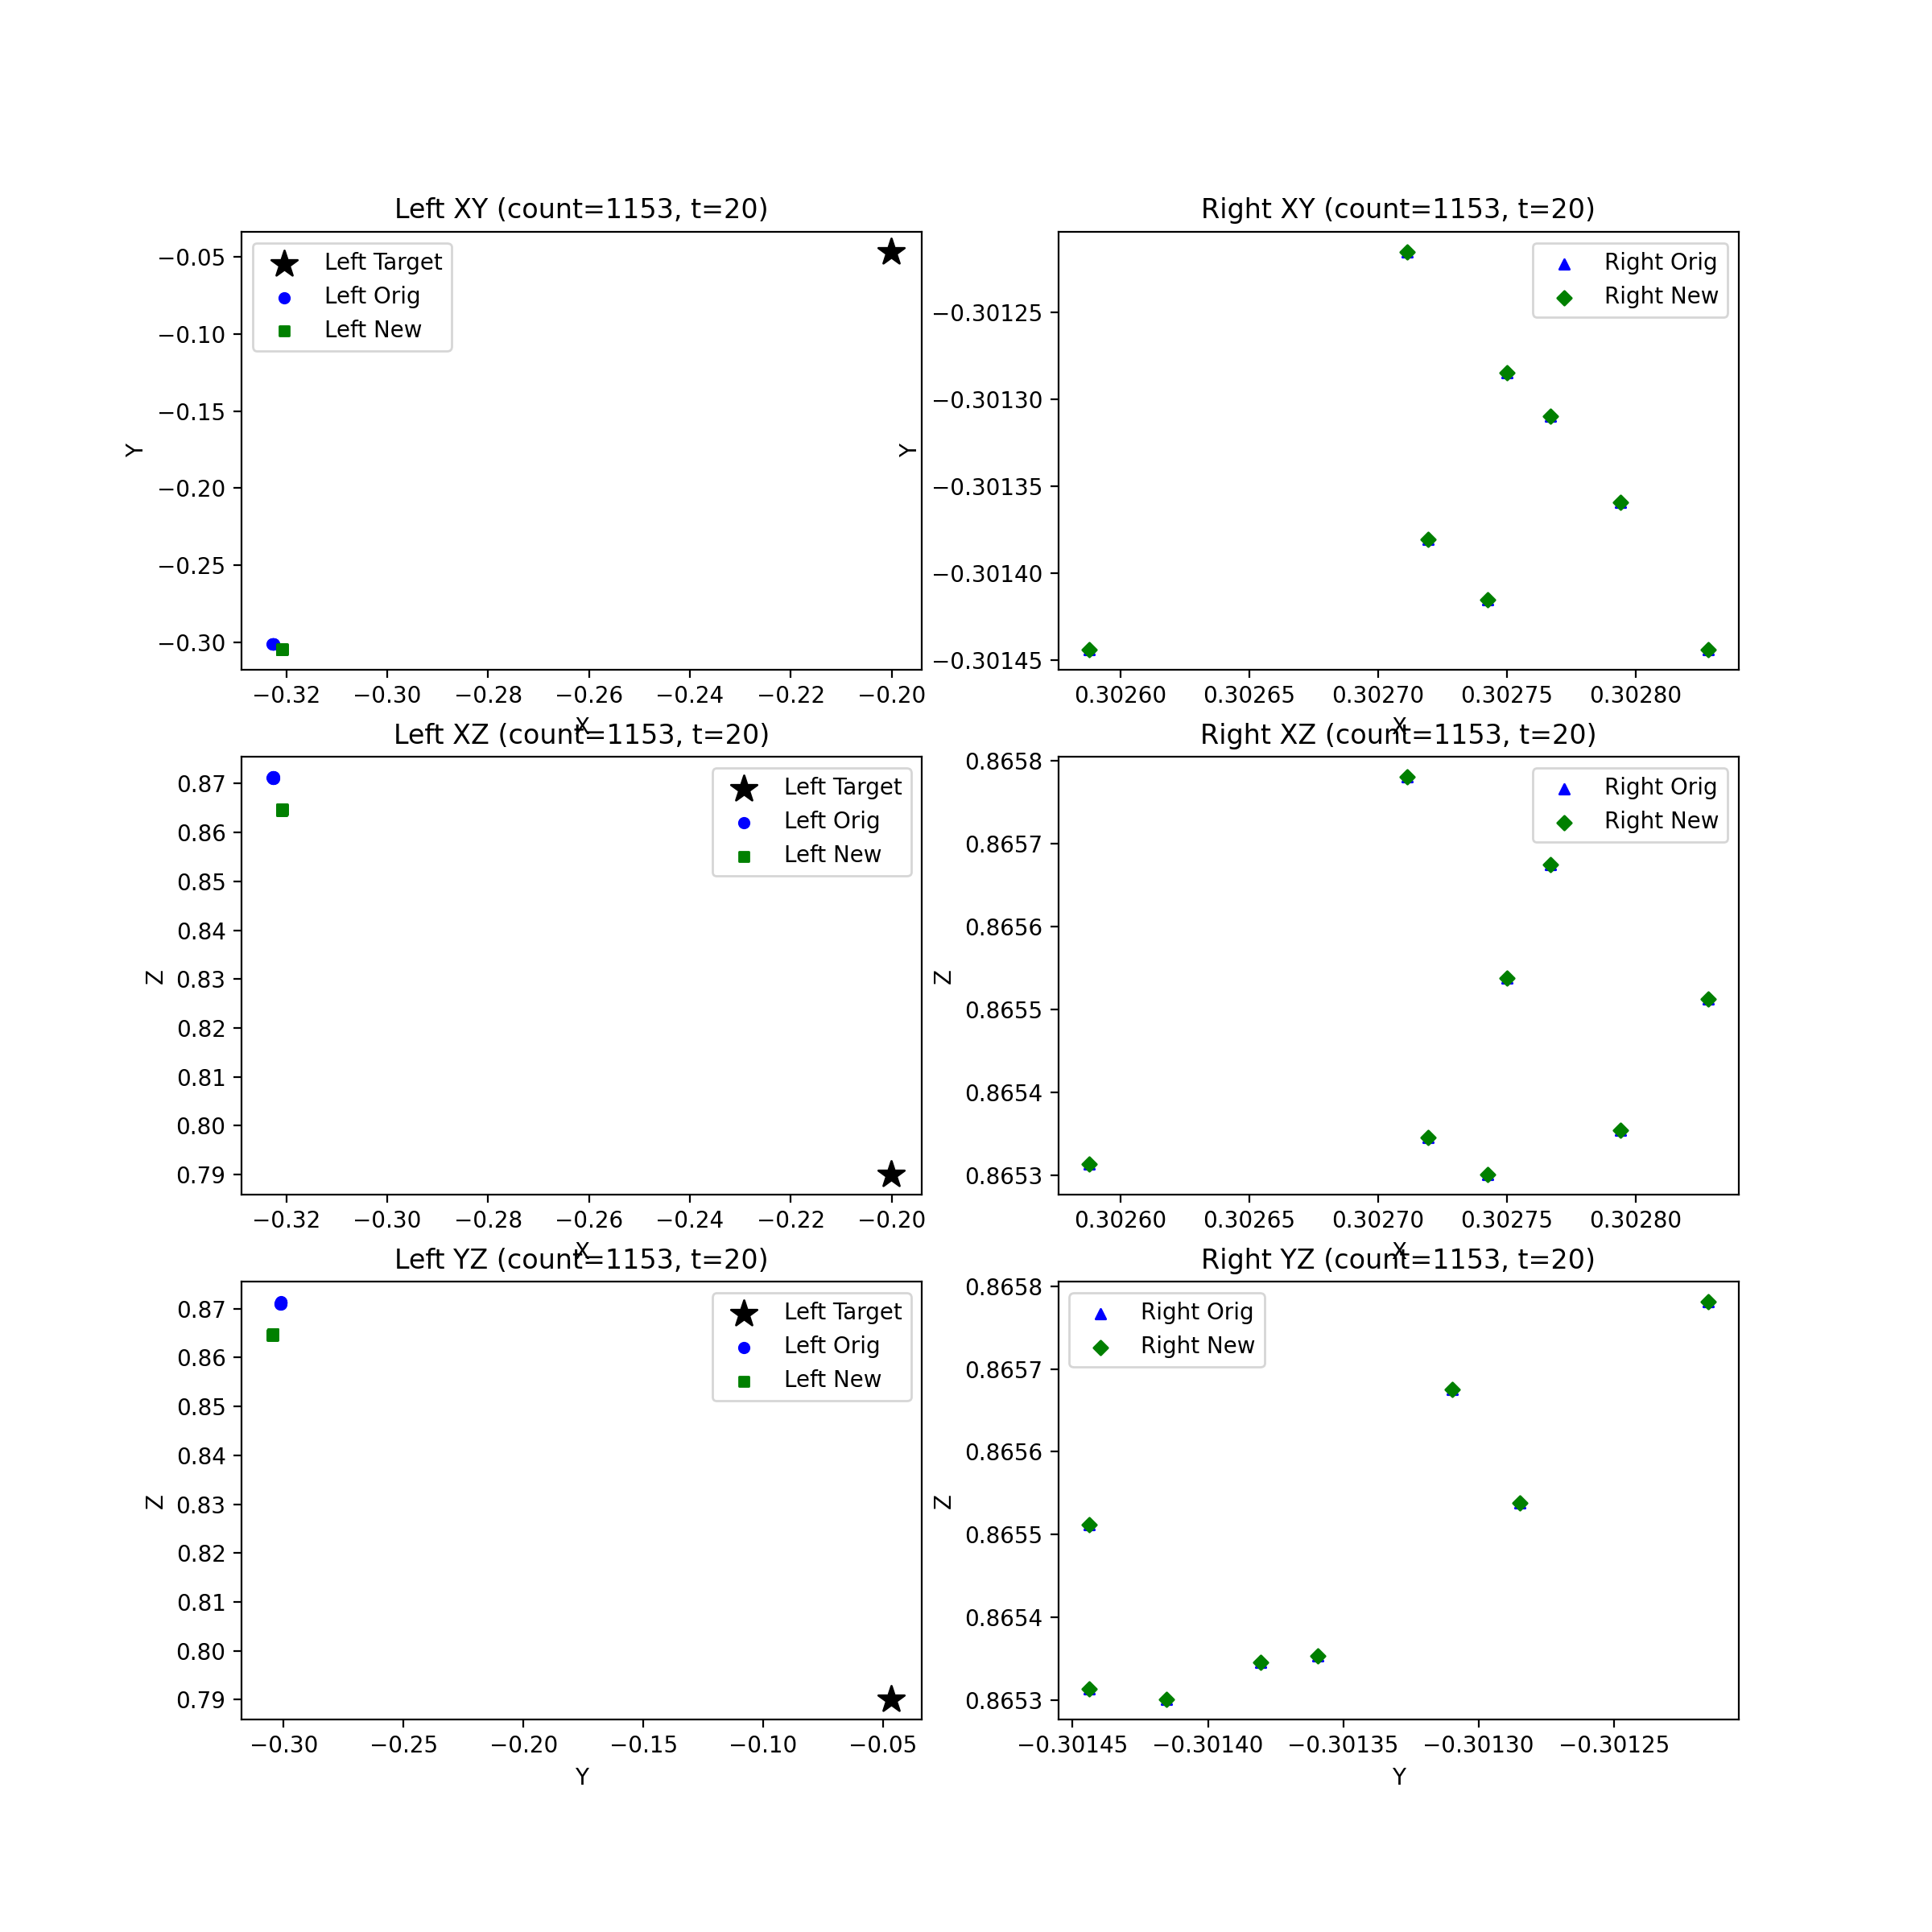 Left XY (count=1153, t=20)
Left Target
Left Orig
Left New
−0.05
−0.10
−0.15
−0.20
−0.25
−0.30
Y
−0.32 −0.30 −0.28 −0.26 −0.24 −0.22 −0.20
X
Right XY (count=1153, t=20)
Right Orig
Right New
−0.30125
−0.30130
−0.30135
−0.30140
−0.30145
Y
0.30260 0.30265 0.30270 0.30275 0.30280
X
Left XZ (count=1153, t=20)
Left Target
Left Orig
Left New
0.87
0.86
0.85
0.84
0.83
0.82
0.81
0.80
0.79
Z
−0.32 −0.30 −0.28 −0.26 −0.24 −0.22 −0.20
X
Right XZ (count=1153, t=20)
Right Orig
Right New
0.8658
0.8657
0.8656
0.8655
0.8654
0.8653
Z
0.30260 0.30265 0.30270 0.30275 0.30280
X
Left YZ (count=1153, t=20)
Left Target
Left Orig
Left New
0.87
0.86
0.85
0.84
0.83
0.82
0.81
0.80
0.79
Z
−0.30 −0.25 −0.20 −0.15 −0.10 −0.05
Y
Right YZ (count=1153, t=20)
Right Orig
Right New
0.8658
0.8657
0.8656
0.8655
0.8654
0.8653
Z
−0.30145 −0.30140 −0.30135 −0.30130 −0.30125
Y